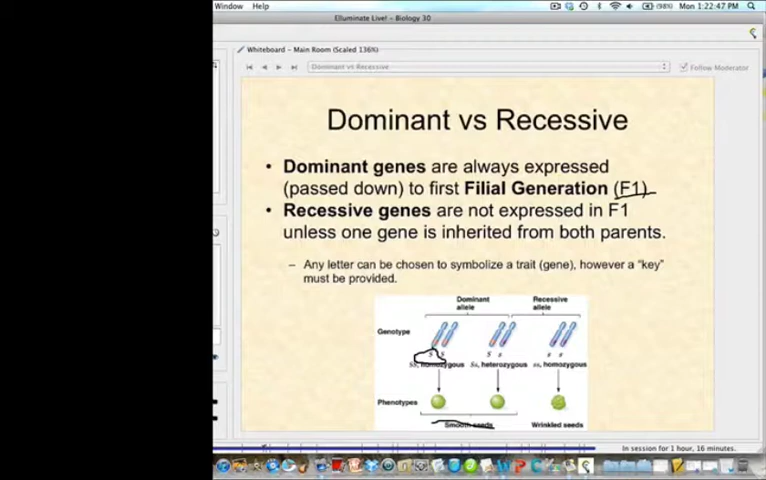 Window Help
(98%) Mon 1:22:47 PM
Elluminate Live! - Biology 30
Whiteboard - Main Room (Scaled 136%)
Dominant vs Recessive
Follow Moderator
Dominant vs Recessive
• Dominant genes are always expressed
(passed down) to first Filial Generation (F1)
• Recessive genes are not expressed in F1
unless one gene is inherited from both parents.
– Any letter can be chosen to symbolize a trait (gene), however a “key”
must be provided.
Dominant allele
Recessive allele
Genotype
S S
S s
s s
SS, homozygous
Ss, heterozygous
ss, homozygous
Phenotypes
Smooth seeds
Wrinkled seeds
In session for 1 hour, 16 minutes.